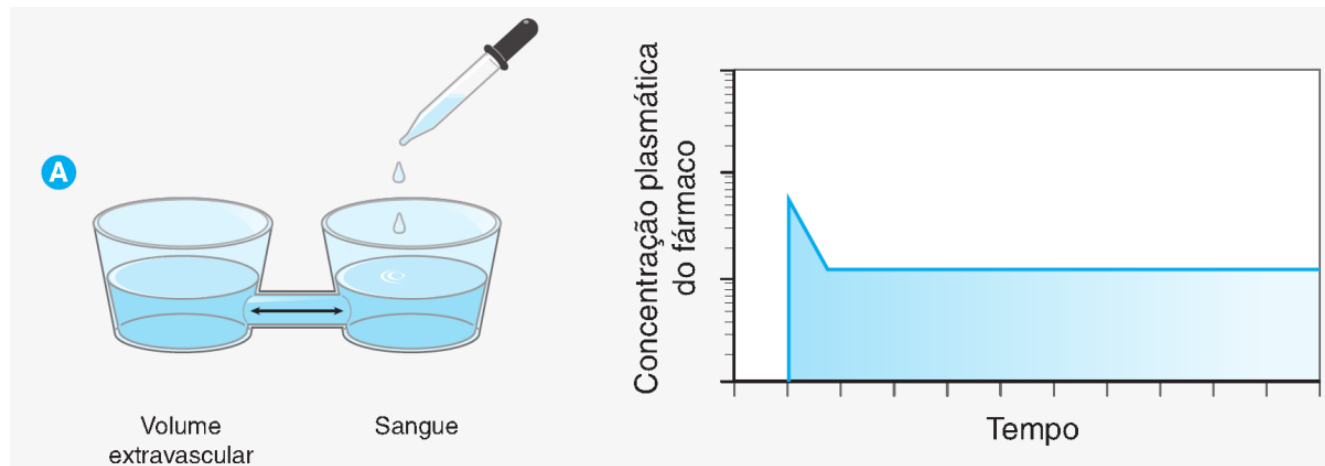 A
Volume
extravascular
Sangue
Concentração plasmática
do fármaco
Tempo